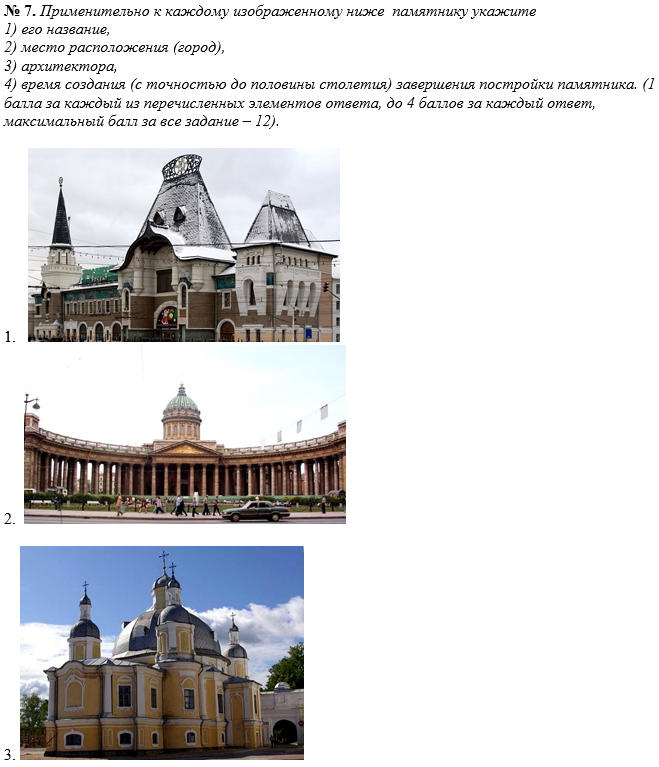 № 7. Применительно к каждому изображенному ниже памятнику укажите
1) его название,
2) место расположения (город),
3) архитектора,
4) время создания (с точностью до половины столетия) завершения постройки памятника. (1
балла за каждый из перечисленных элементов ответа, до 4 баллов за каждый ответ,
максимальный балл за все задание – 12).
1.
2.
3.